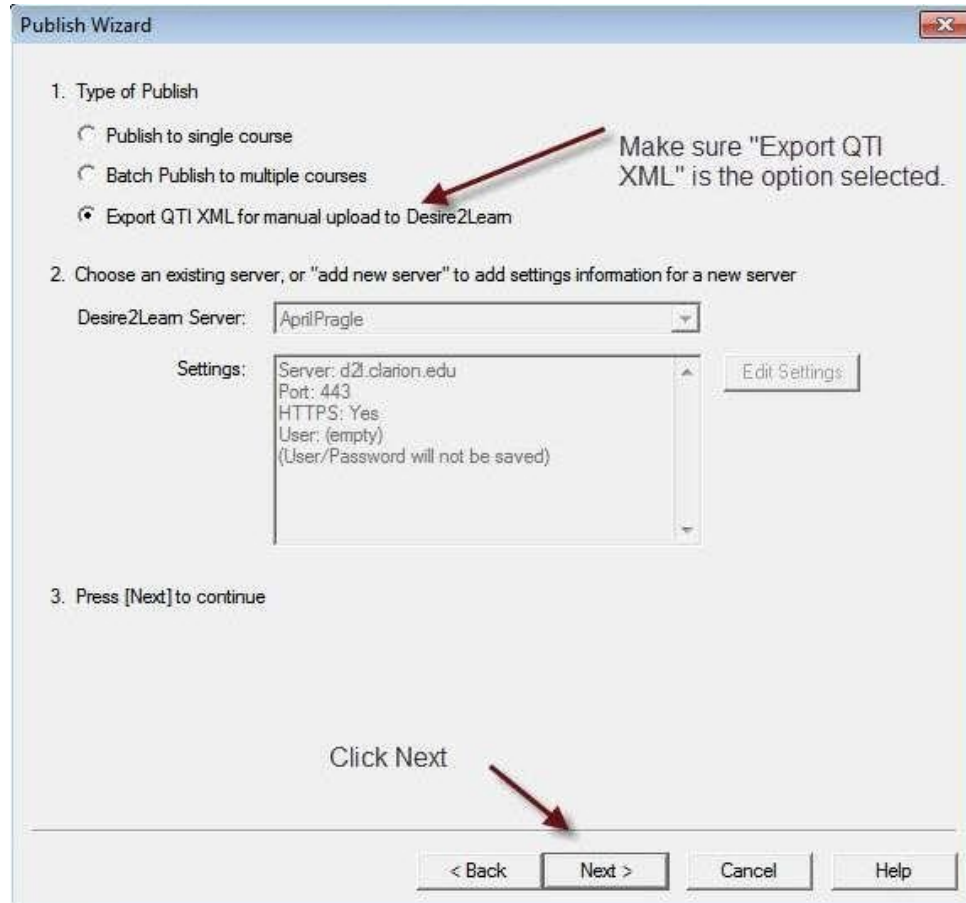 Publish Wizard
1. Type of Publish
Publish to single course
Make sure "Export QTI
XML" is the option selected.
Batch Publish to multiple courses
Export QTI XML for manual upload to Desire2Learn
2. Choose an existing server, or "add new server" to add settings information for a new server
Desire2Learn Server: AprilPragle
Settings: Server: d2l.clarion.edu
Edit Settings
Port: 443
HTTPS: Yes
User: (empty)
(User/Password will not be saved)
3. Press [Next] to continue
Click Next
< Back Next > Cancel Help